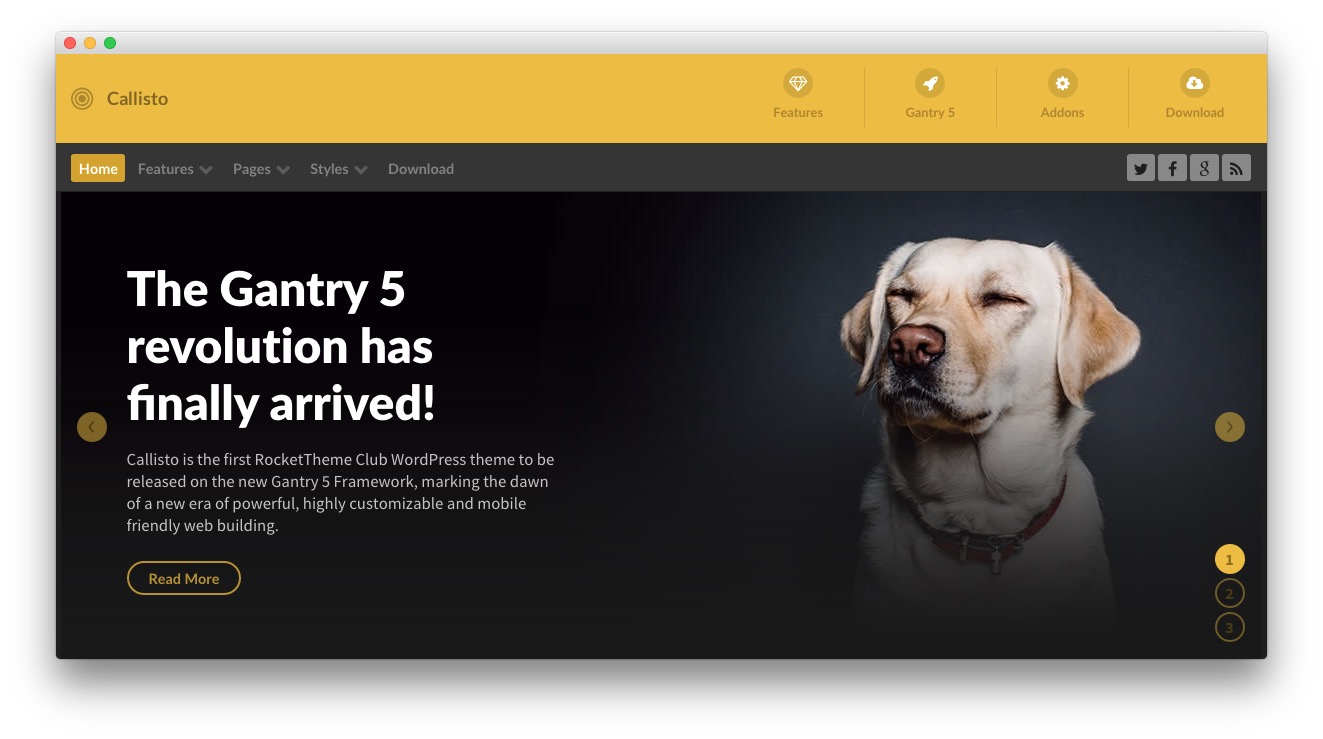 Callisto
Features
Gantry 5
Addons
Download
Home
Features
Pages
Styles
Download
The Gantry 5
revolution has
finally arrived!
Callisto is the first RocketTheme Club WordPress theme to be
released on the new Gantry 5 Framework, marking the dawn
of a new era of powerful, highly customizable and mobile
friendly web building.
Read More
1
2
3